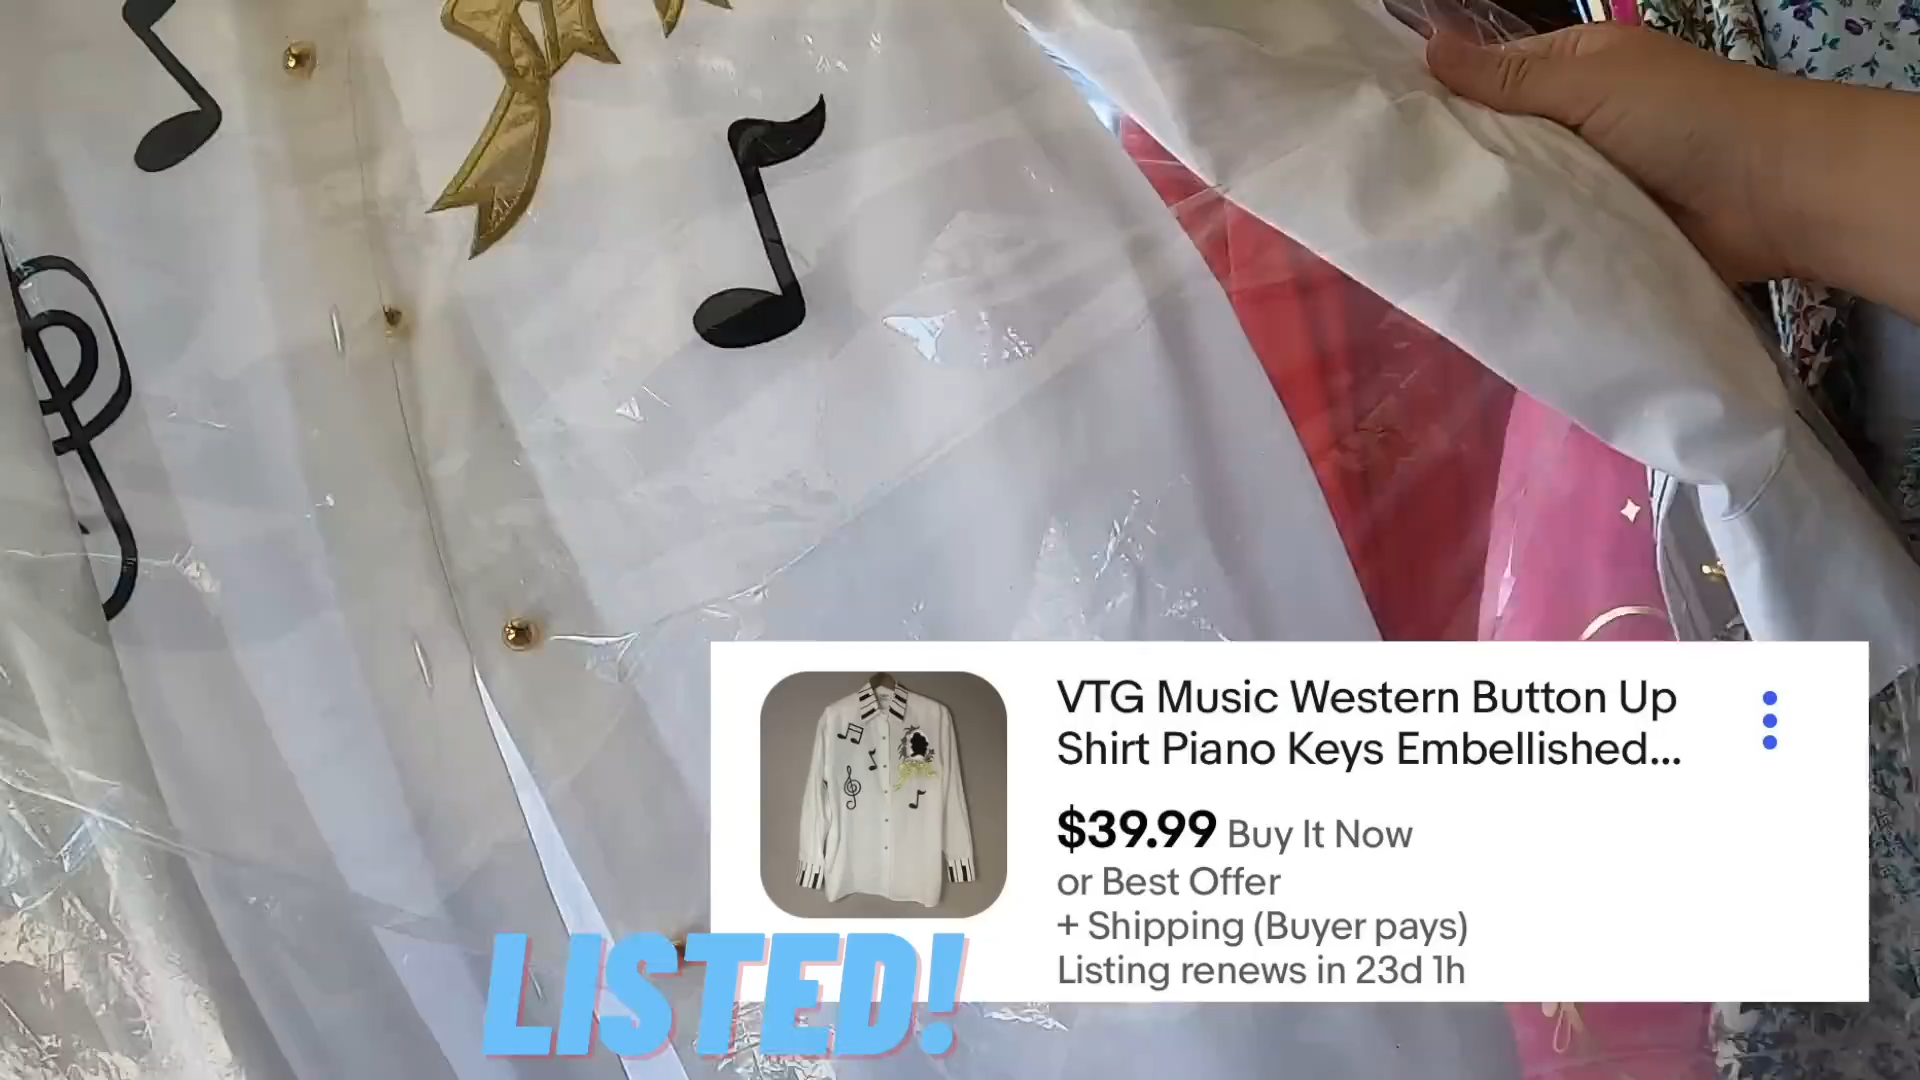 VTG Music Western Button Up
Shirt Piano Keys Embellished...
$39.99 Buy It Now
or Best Offer
+ Shipping (Buyer pays)
Listing renews in 23d 1h
LISTED!